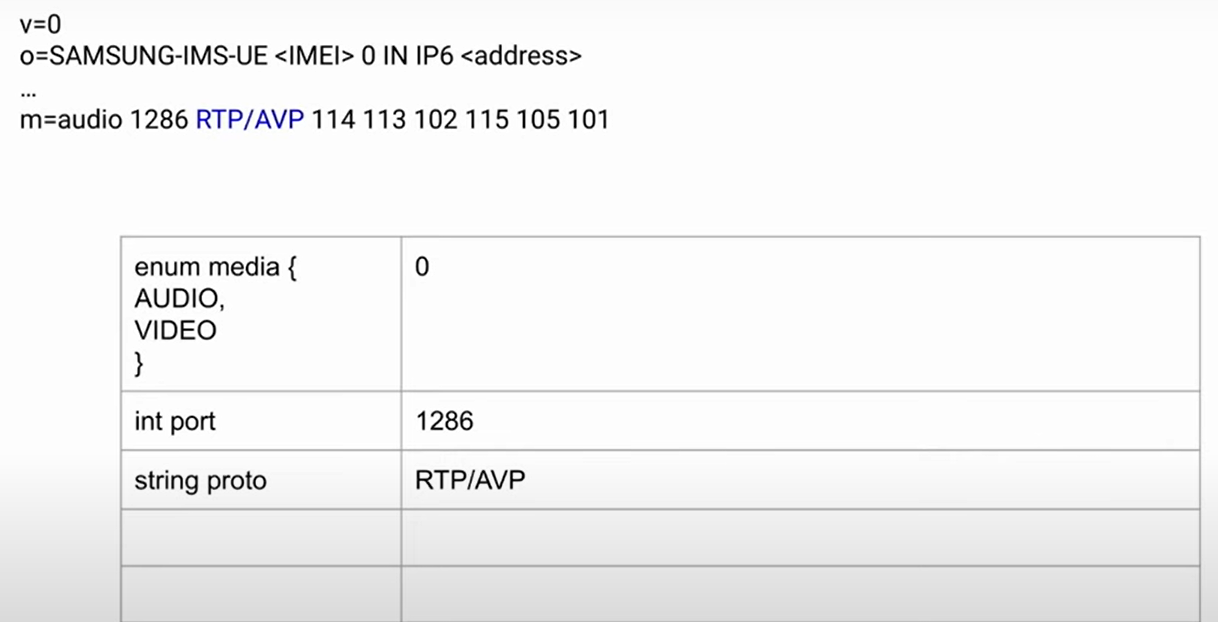 v=0
o=SAMSUNG-IMS-UE <IMEI> 0 IN IP6 <address>
...
m=audio 1286 RTP/AVP 114 113 102 115 105 101
enum media {
AUDIO,
VIDEO
}
0
int port
1286
string proto
RTP/AVP